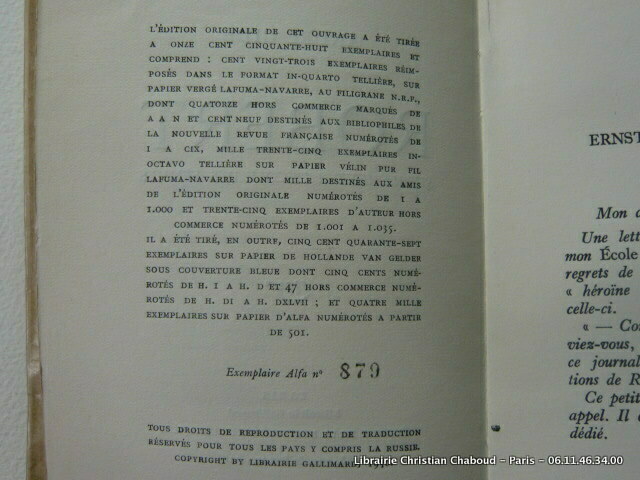 L'ÉDITION ORIGINALE DE CET OUVRAGE A ÉTÉ TIRÉE
A ONZE CENT CINQUANTE-HUIT EXEMPLAIRES ET
COMPREND : CENT VINGT-TROIS EXEMPLAIRES RÉIM-
POSÉS DANS LE FORMAT IN-QUARTO TELLIÈRE, SUR
PAPIER VERGÉ LAFUMA-NAVARRE, AU FILIGRANE N.R.F.,
DONT QUATORZE HORS COMMERCE MARQUÉS DE
A A N ET CENT NEUF DESTINÉS AUX BIBLIOPHILES DE
LA NOUVELLE REVUE FRANÇAISE NUMÉROTÉS DE
I A CIX, MILLE TRENTE-CINQ EXEMPLAIRES IN-
OCTAVO TELLIÈRE SUR PAPIER VÉLIN PUR FIL
LAFUMA-NAVARRE DONT MILLE DESTINÉS AUX AMIS
DE L'ÉDITION ORIGINALE NUMÉROTÉS DE 1 A
1.000 ET TRENTE-CINQ EXEMPLAIRES D'AUTEUR HORS
COMMERCE NUMÉROTÉS DE 1.001 A 1.035.
IL A ÉTÉ TIRÉ, EN OUTRE, CINQ CENT QUARANTE-SEPT
EXEMPLAIRES SUR PAPIER DE HOLLANDE VAN GELDER
SOUS COUVERTURE BLEUE DONT CINQ CENTS NUMÉ-
ROTÉS DE H. I A H. D ET 47 HORS COMMERCE NUMÉ-
ROTÉS DE H. DI A H. DXLVII ; ET QUATRE MILLE
EXEMPLAIRES SUR PAPIER D'ALFA NUMÉROTÉS A PARTIR
DE 501.
Exemplaire Alfa nº 879
TOUS DROITS DE REPRODUCTION ET DE TRADUCTION
RÉSERVÉS POUR TOUS LES PAYS Y COMPRIS LA RUSSIE.
COPYRIGHT BY LIBRAIRIE GALLIMARD,
ERNST
Mon
Une lett
mon École
regrets de
« héroïne
celle-ci.
« — Co
viez-vous,
ce journal
tions de R
Ce petit
appel. Il
dédié.
Librairie Christian Chaboud – Paris – 06.11.46.34.00